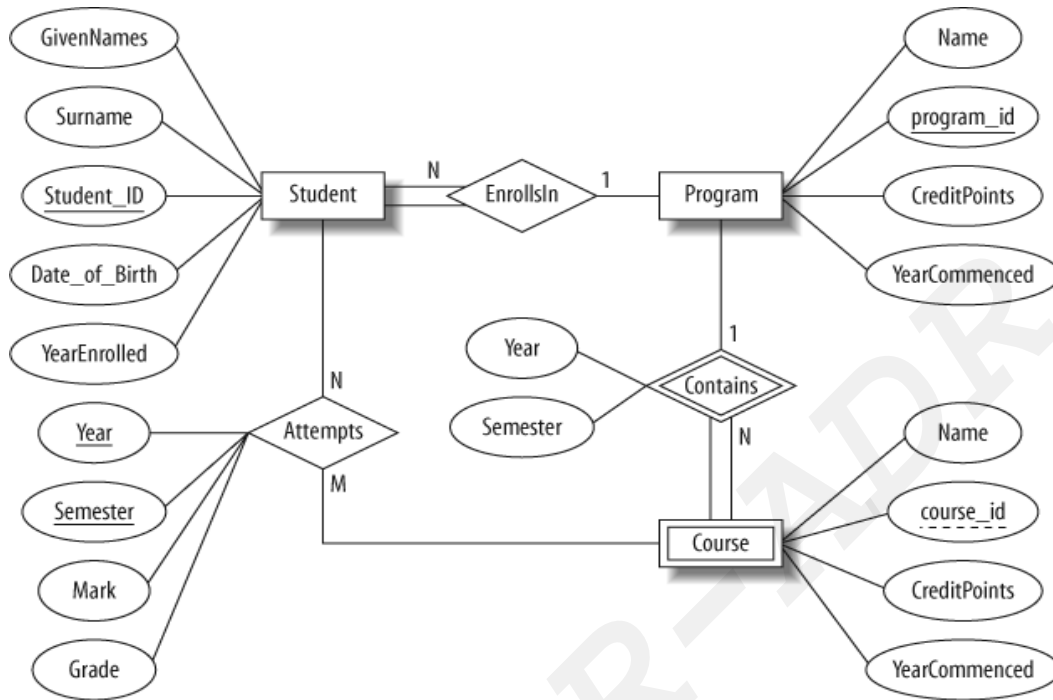 GivenNames
Surname
Student_ID
Date_of_Birth
YearEnrolled
Student
N
EnrollsIn
1
Program
Name
program_id
CreditPoints
YearCommenced
N
Attempts
M
Year
Semester
Mark
Grade
Year
Semester
1
Contains
N
Course
Name
course_id
CreditPoints
YearCommenced
R-ADR